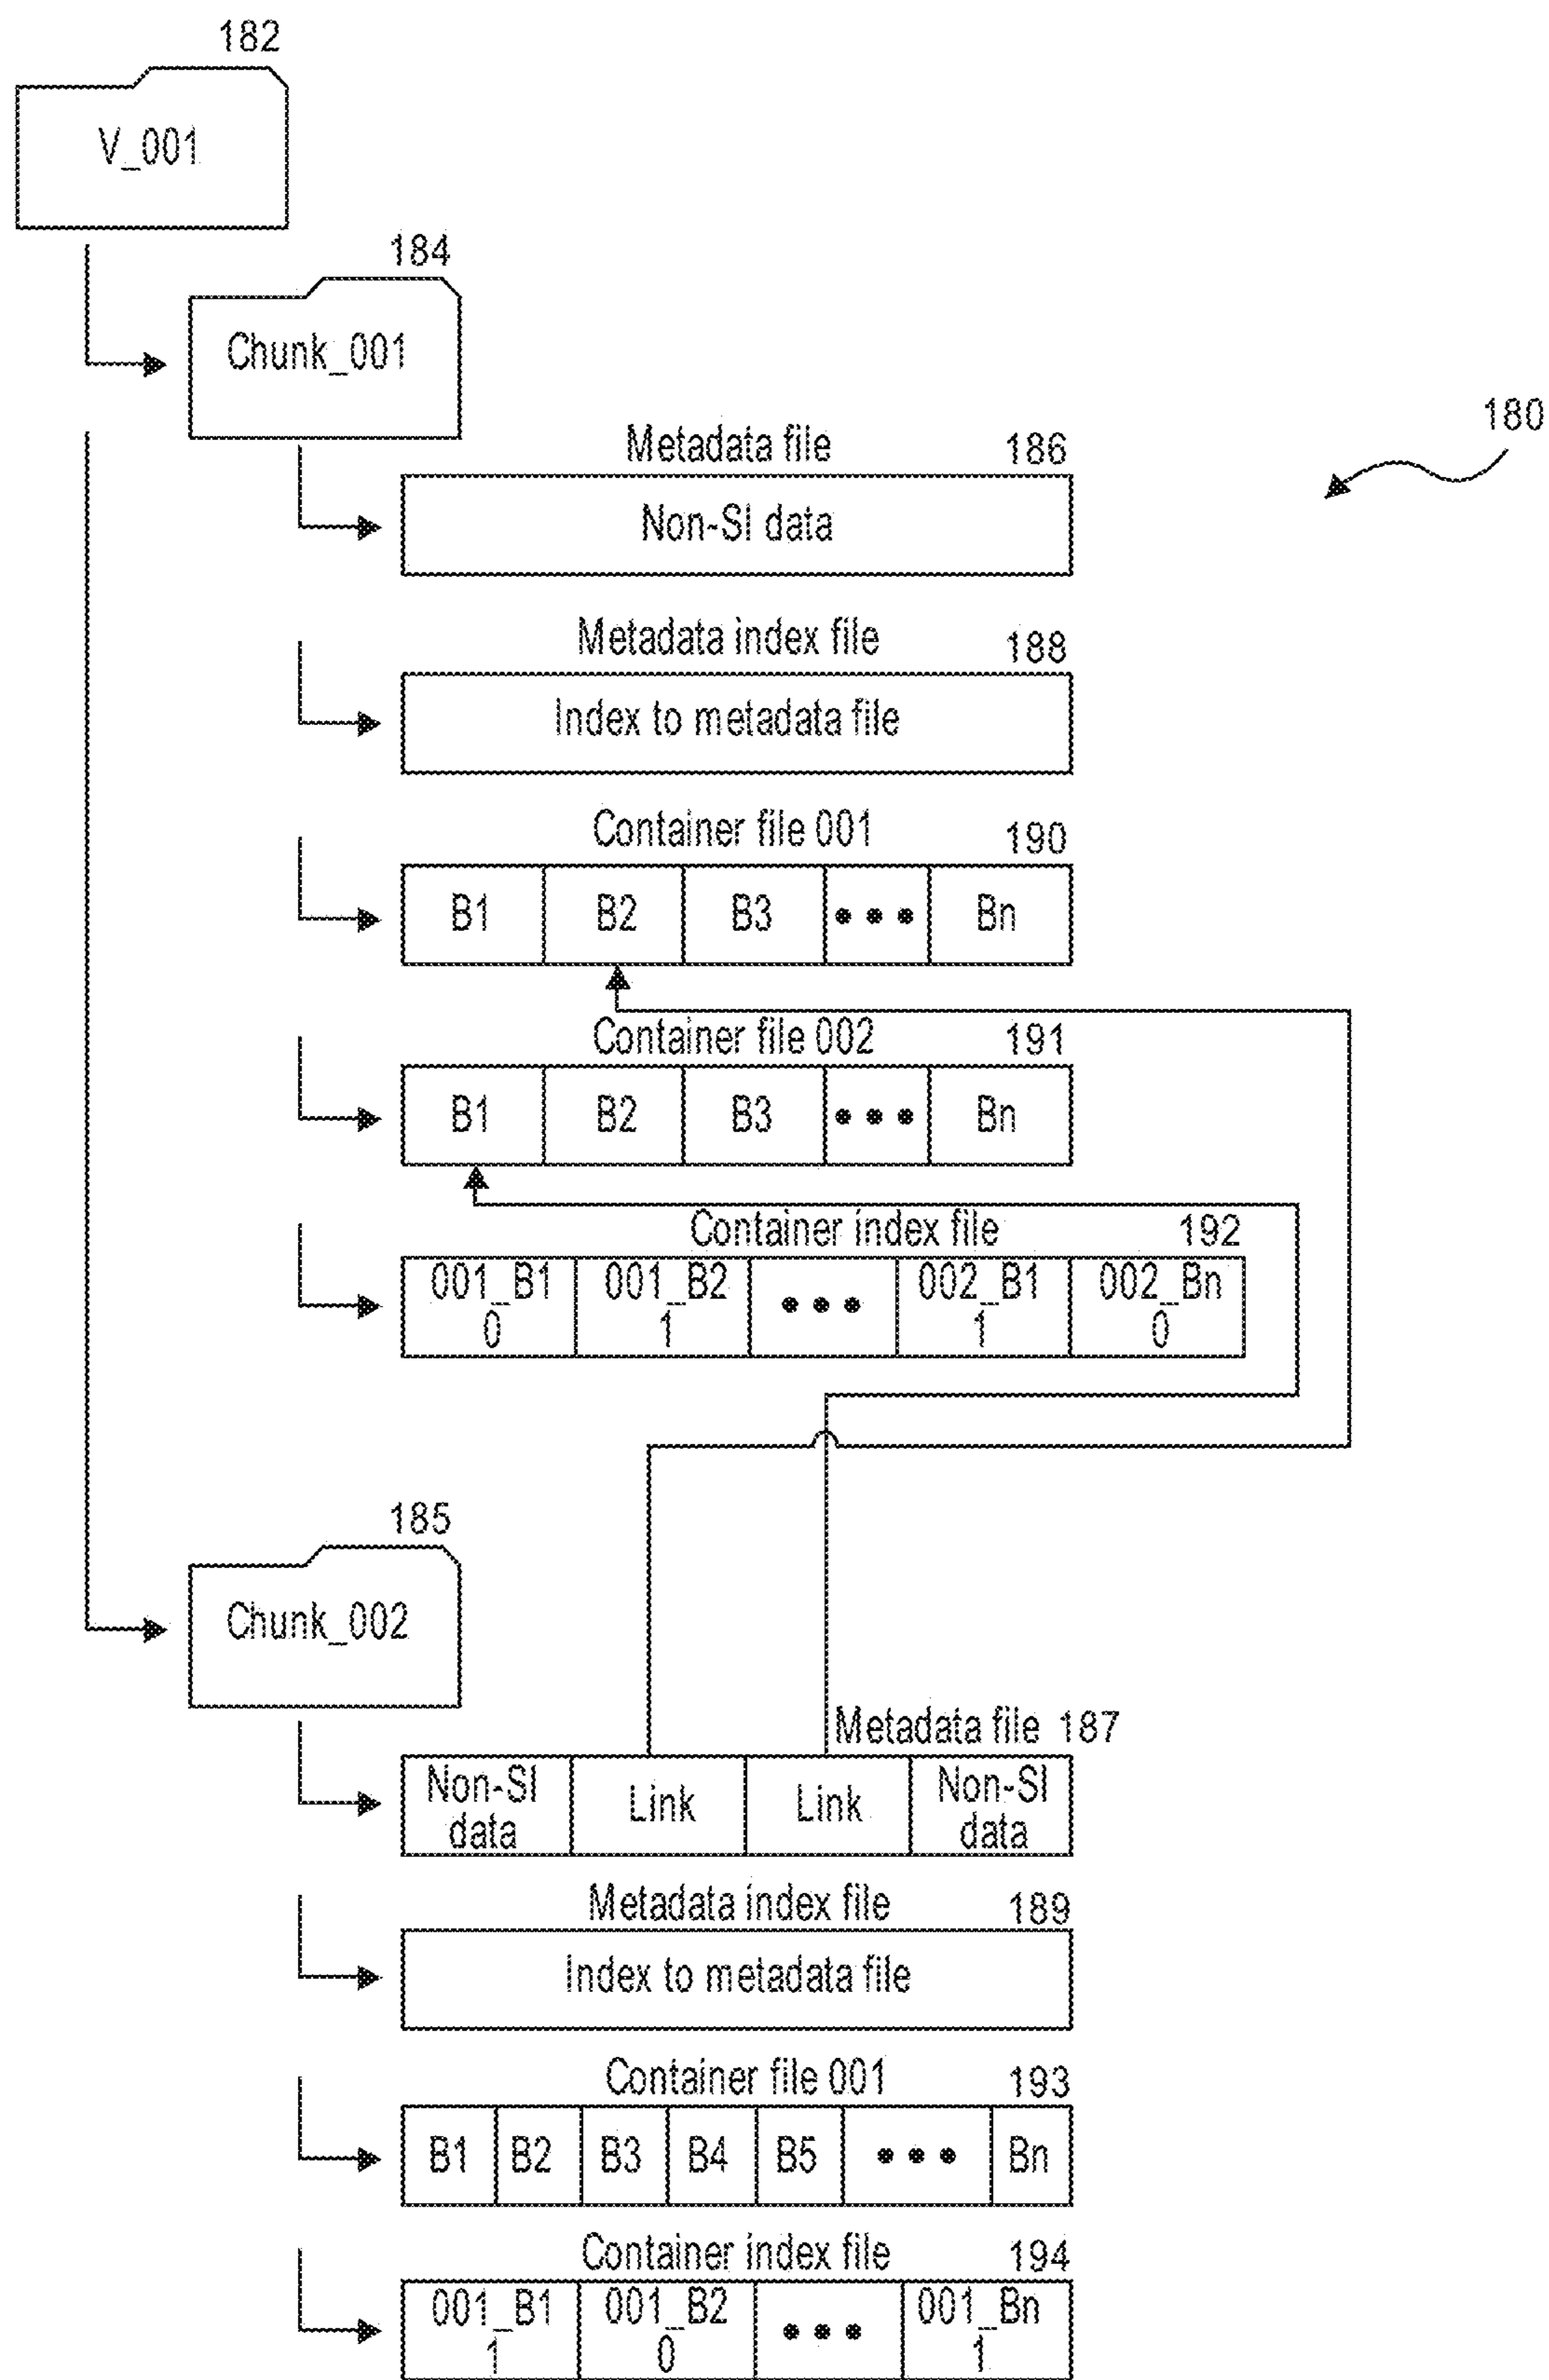 182
V_001
184
Chunk_001
180
Metadata file 186
Non-SI data
Metadata index file 188
Index to metadata file
Container file 001 190
B1 B2 B3 ••• Bn
Container file 002 191
B1 B2 B3 ••• Bn
Container index file 192
001_B1 001_B2 ••• 002_B1 002_Bn
0 1 1 0
185
Chunk_002
Metadata file 187
Non-SI Link Link Non-SI
data data
Metadata index file 189
Index to metadata file
Container file 001 193
B1 B2 B3 B4 B5 ••• Bn
Container index file 194
001_B1 001_B2 ••• 001_Bn
1 0 1